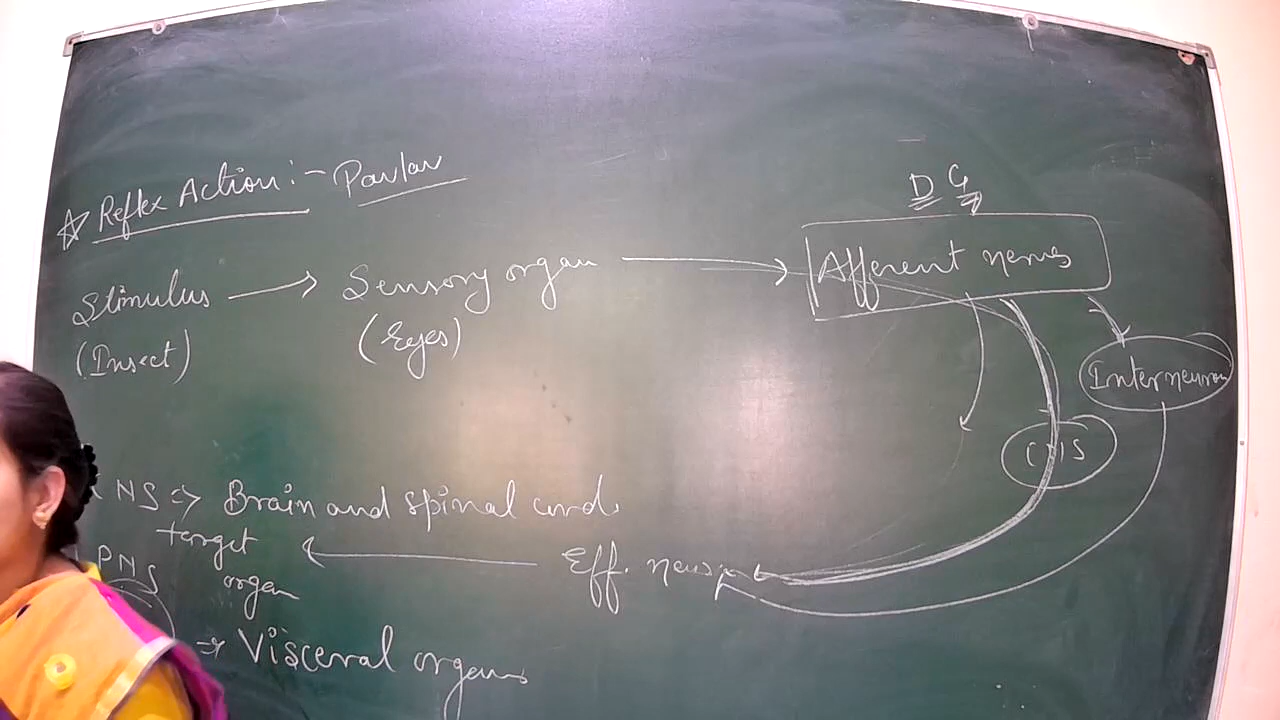 ☆ Reflex Action :- Pavlov
D G
Stimulus → Sensory organ → Afferent nerves
(Insect) (Eyes)
Interneuron
CNS
NS => Brain and spinal cord.
target organ ← Eff. neuron
PNS
→ Visceral organs